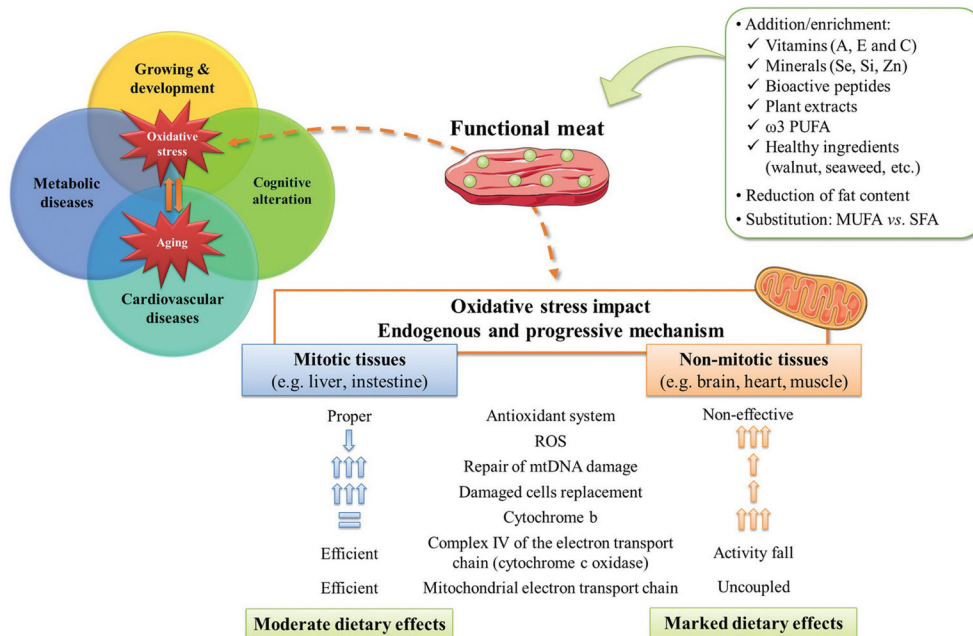 Growing &
development
Oxidative
stress
Metabolic
diseases
Cognitive
alteration
Aging
Cardiovascular
diseases
Functional meat
• Addition/enrichment:
✓ Vitamins (A, E and C)
✓ Minerals (Se, Si, Zn)
✓ Bioactive peptides
✓ Plant extracts
✓ ω3 PUFA
✓ Healthy ingredients
(walnut, seaweed, etc.)
• Reduction of fat content
• Substitution: MUFA vs. SFA
Oxidative stress impact
Endogenous and progressive mechanism
Mitotic tissues
(e.g. liver, instestine)
Non-mitotic tissues
(e.g. brain, heart, muscle)
Proper Antioxidant system Non-effective
ROS
Repair of mtDNA damage
Damaged cells replacement
Cytochrome b
Efficient Complex IV of the electron transport
chain (cytochrome c oxidase) Activity fall
Efficient Mitochondrial electron transport chain Uncoupled
Moderate dietary effects
Marked dietary effects